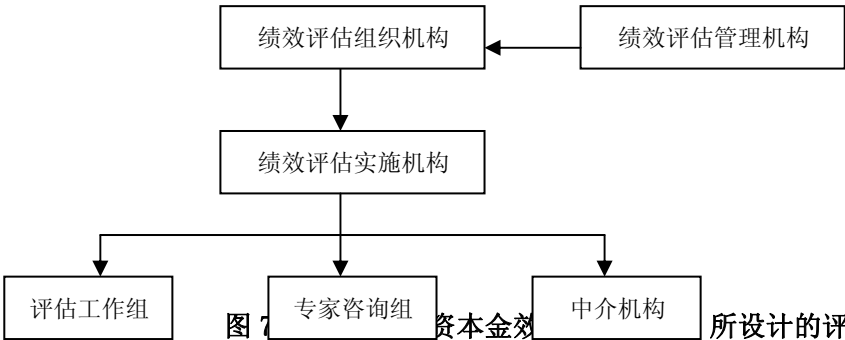 绩效评估组织机构 绩效评估管理机构
绩效评估实施机构
评估工作组 专家咨询组 中介机构
图 7 资本金效 所设计的评